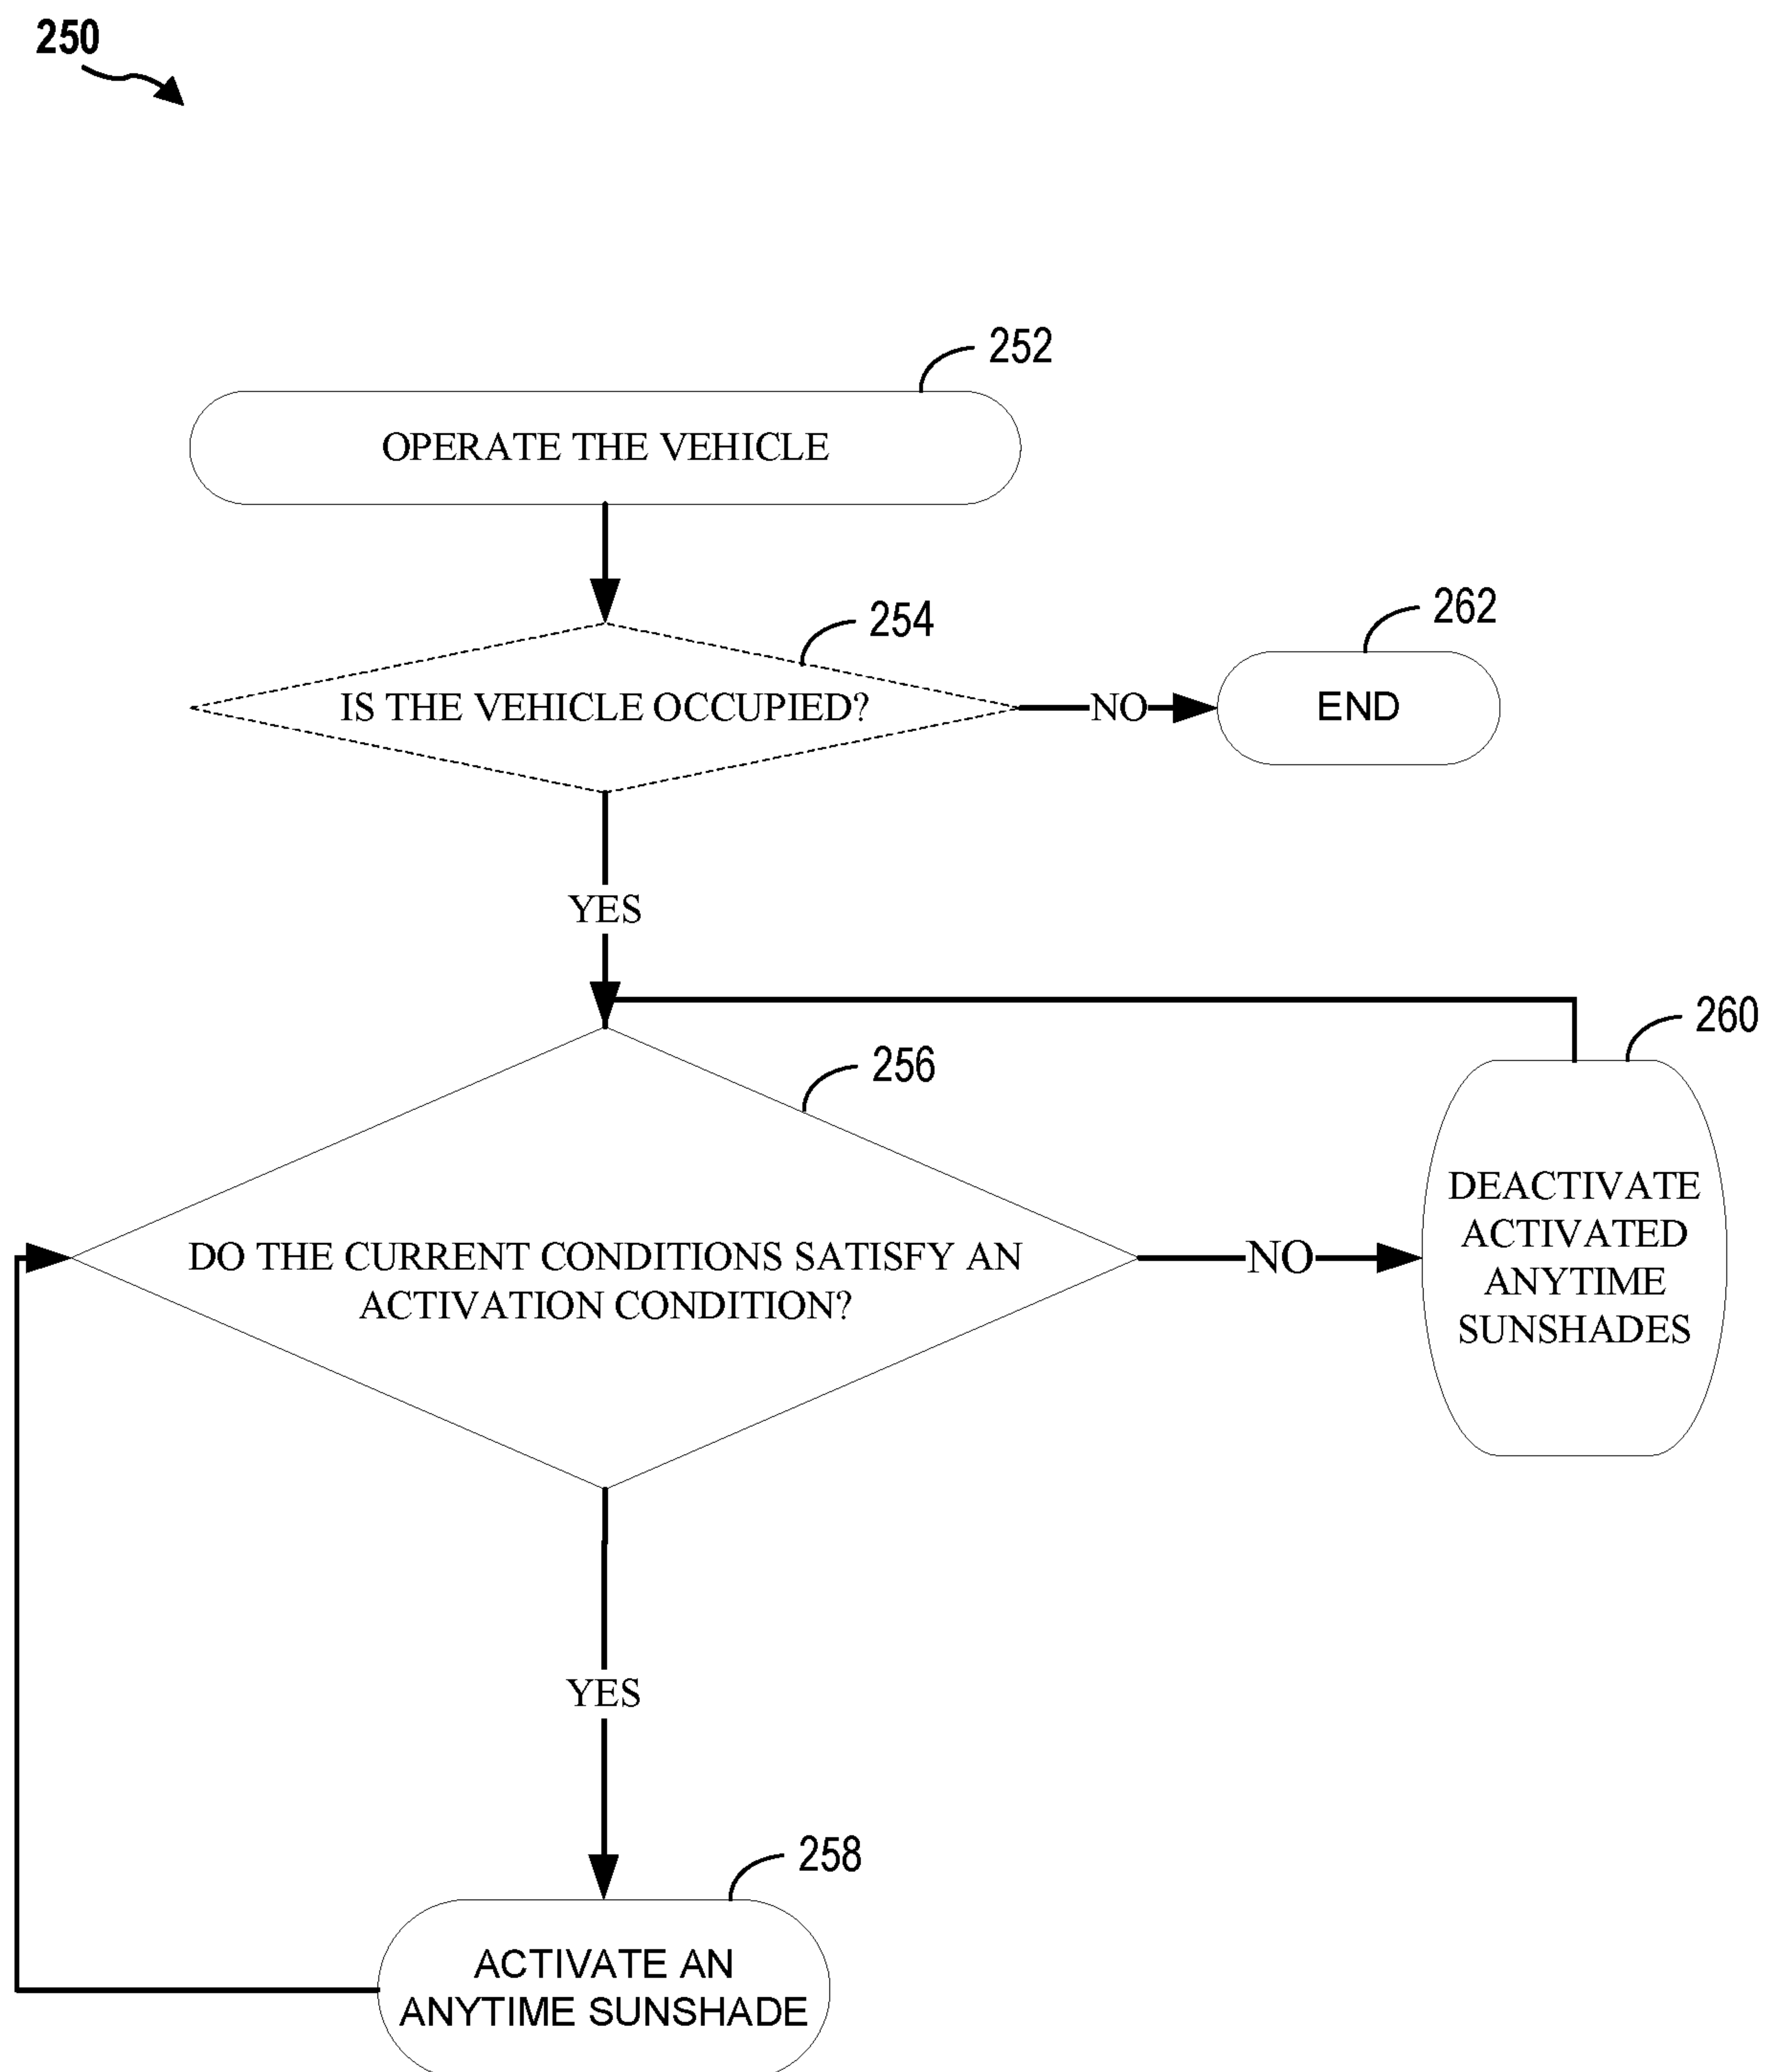 250
252
OPERATE THE VEHICLE
254
IS THE VEHICLE OCCUPIED?
NO
262
END
YES
256
DO THE CURRENT CONDITIONS SATISFY AN
ACTIVATION CONDITION?
NO
260
DEACTIVATE
ACTIVATED
ANYTIME
SUNSHADES
YES
258
ACTIVATE AN
ANYTIME SUNSHADE